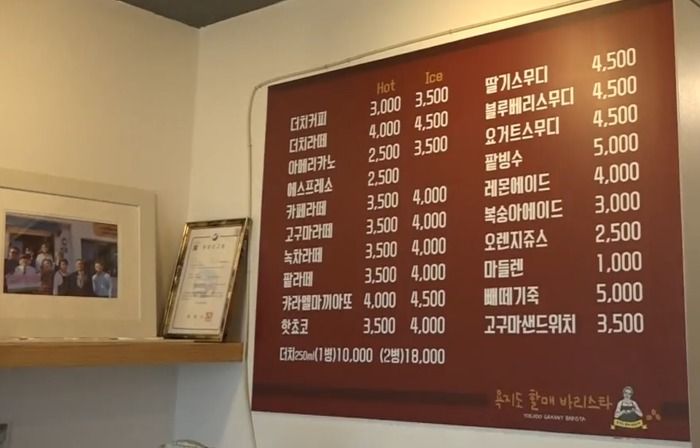 Hot Ice
더치커피 3,000 3,500
더치라떼 4,000 4,500
아메리카노 2,500 3,500
에스프레소 2,500
카페라떼 3,500 4,000
고구마라떼 3,500 4,000
녹차라떼 3,500 4,000
팥라떼 3,500 4,000
캬라멜마끼아또 4,000 4,500
핫쵸코 3,500 4,000
더치250ml(1병)10,000 (2병)18,000
딸기스무디 4,500
블루베리스무디 4,500
요거트스무디 4,500
팥빙수 5,000
레몬에이드 4,000
복숭아에이드 3,000
오렌지쥬스 2,500
마들렌 1,000
빼떼기죽 5,000
고구마샌드위치 3,500
욕지도 할매 바리스타
YOKJIDO GRANNY BARISTA